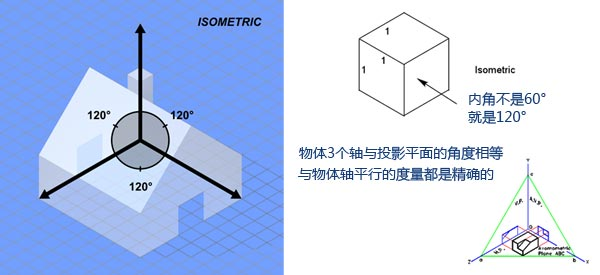 ISOMETRIC
120°
120°
120°
1
1
1
Isometric
内角不是60°
就是120°
物体3个轴与投影平面的角度相等
与物体轴平行的度量都是精确的
Axonometric
Plane ABC